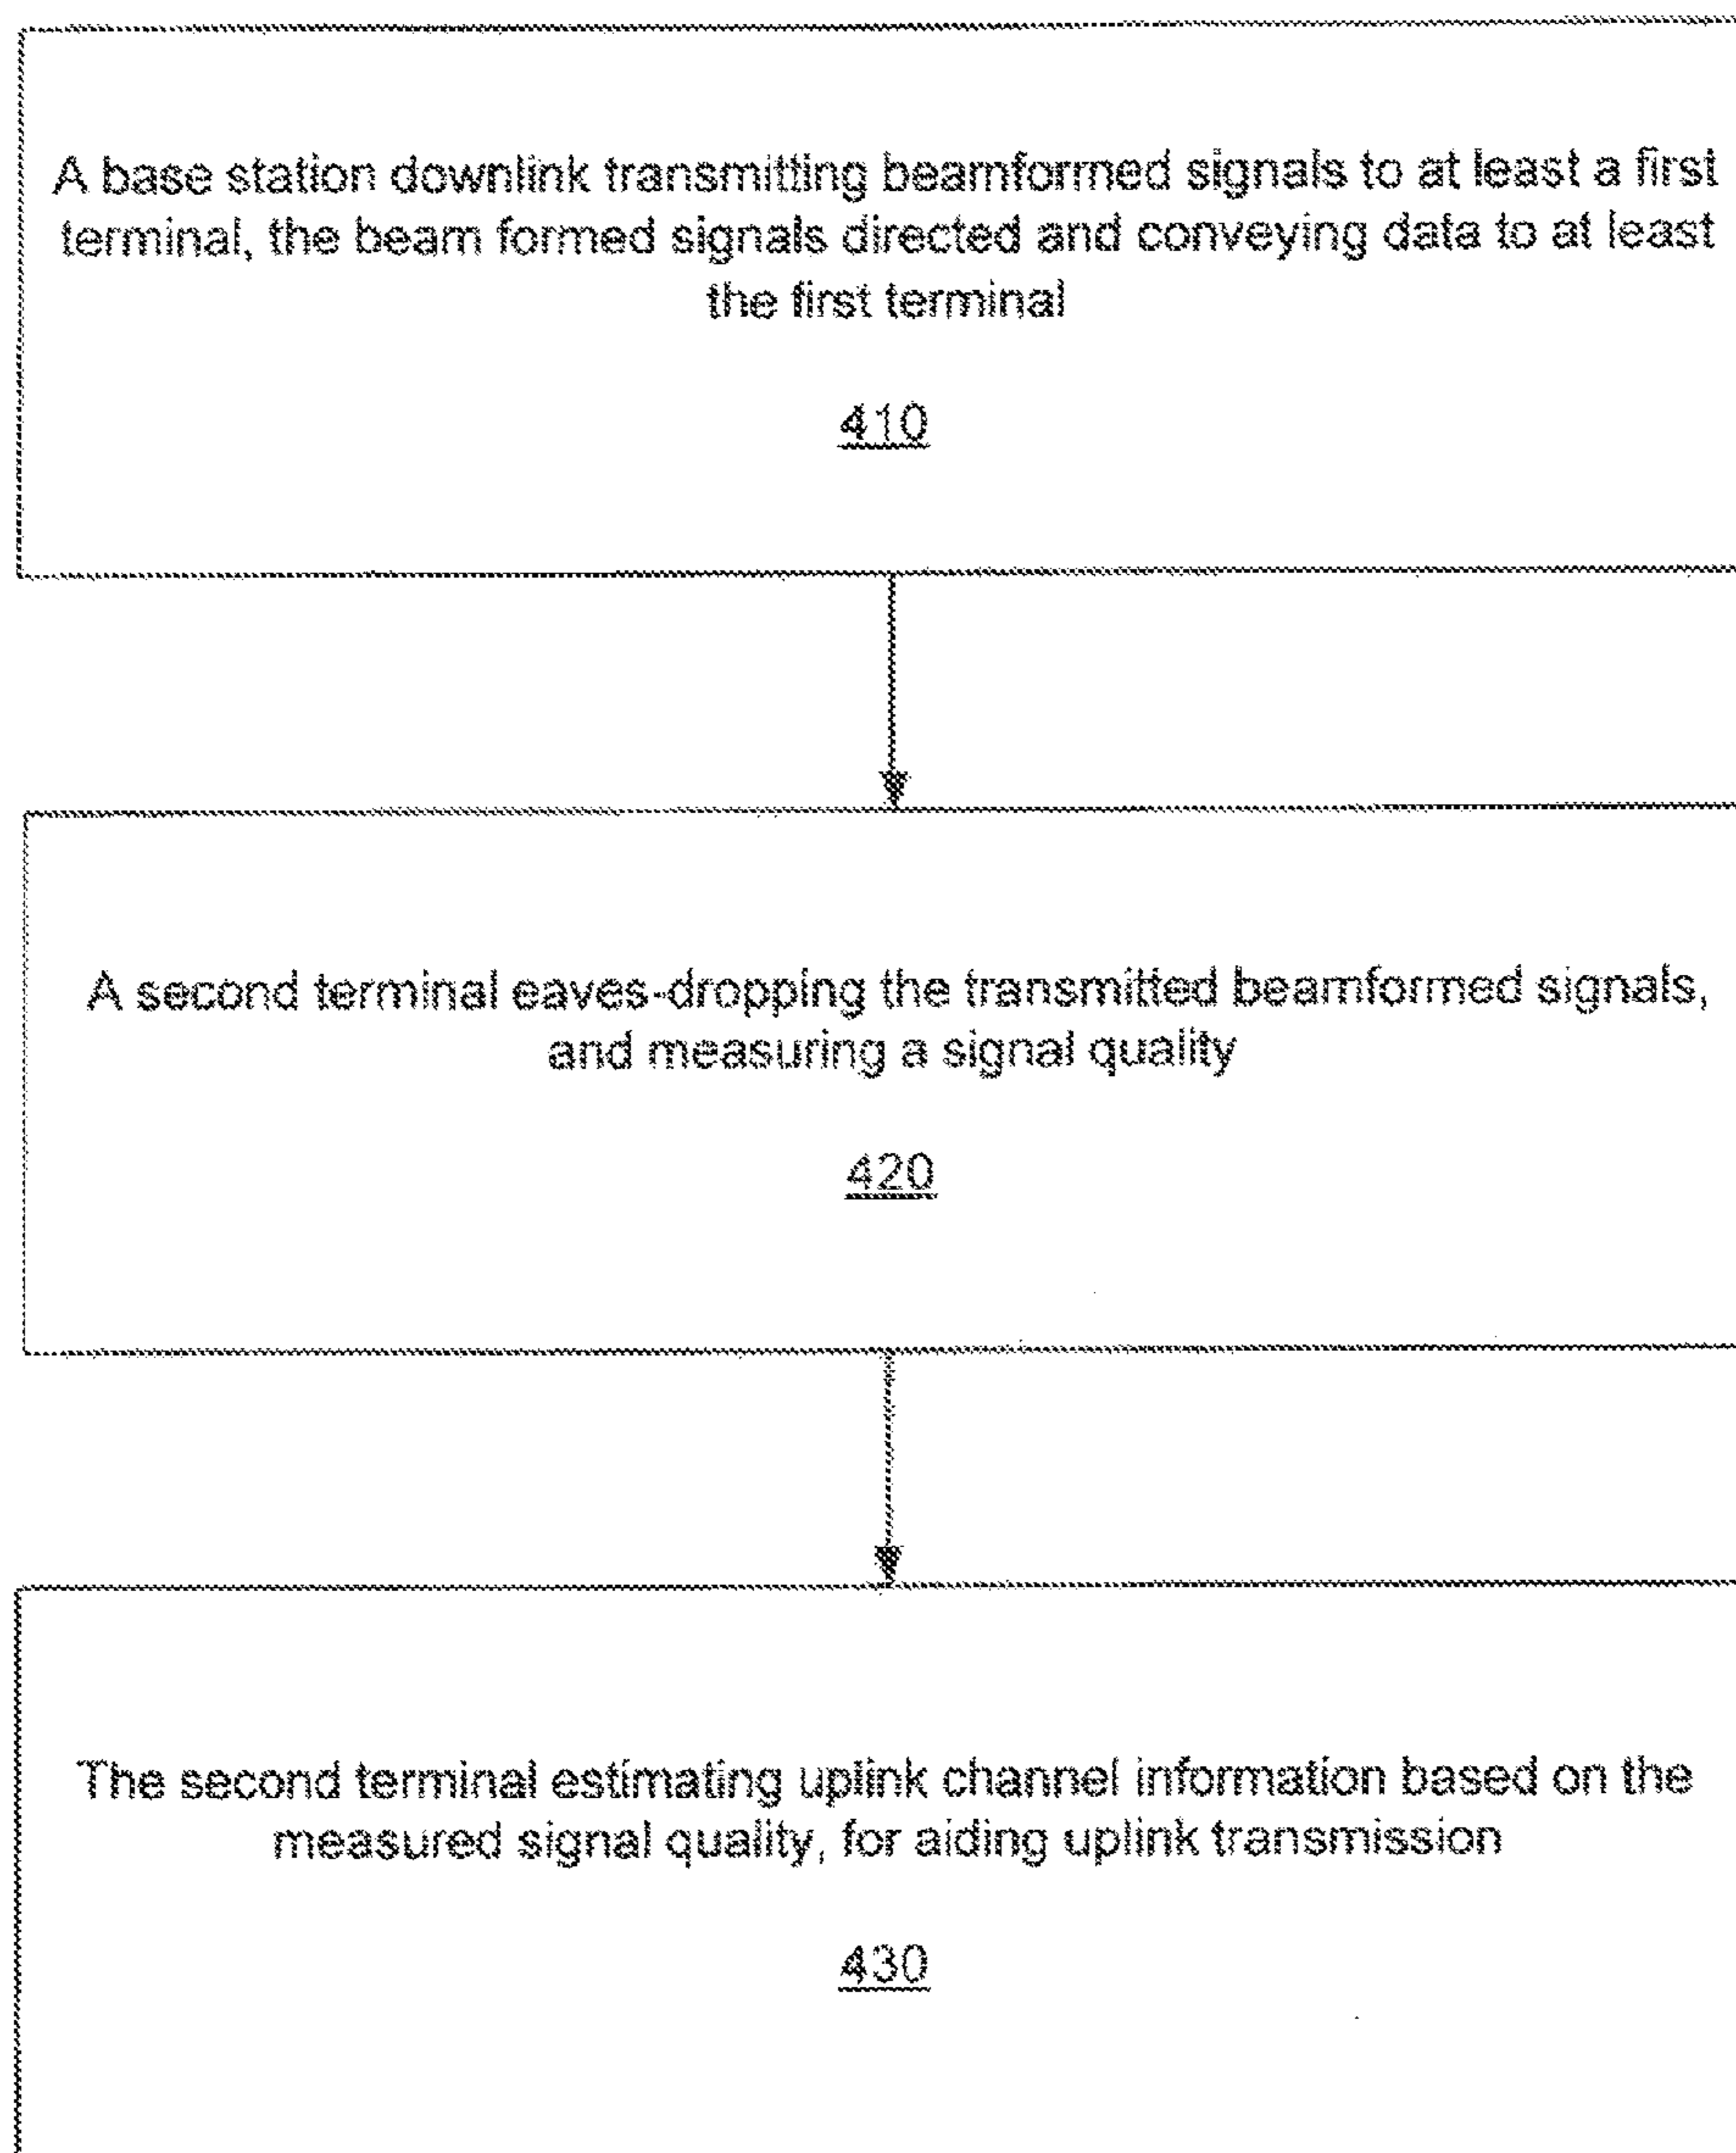 A base station downlink transmitting beamformed signals to at least a first
terminal, the beam formed signals directed and conveying data to at least
the first terminal
410
A second terminal eaves-dropping the transmitted beamformed signals,
and measuring a signal quality
420
The second terminal estimating uplink channel information based on the
measured signal quality, for aiding uplink transmission
430